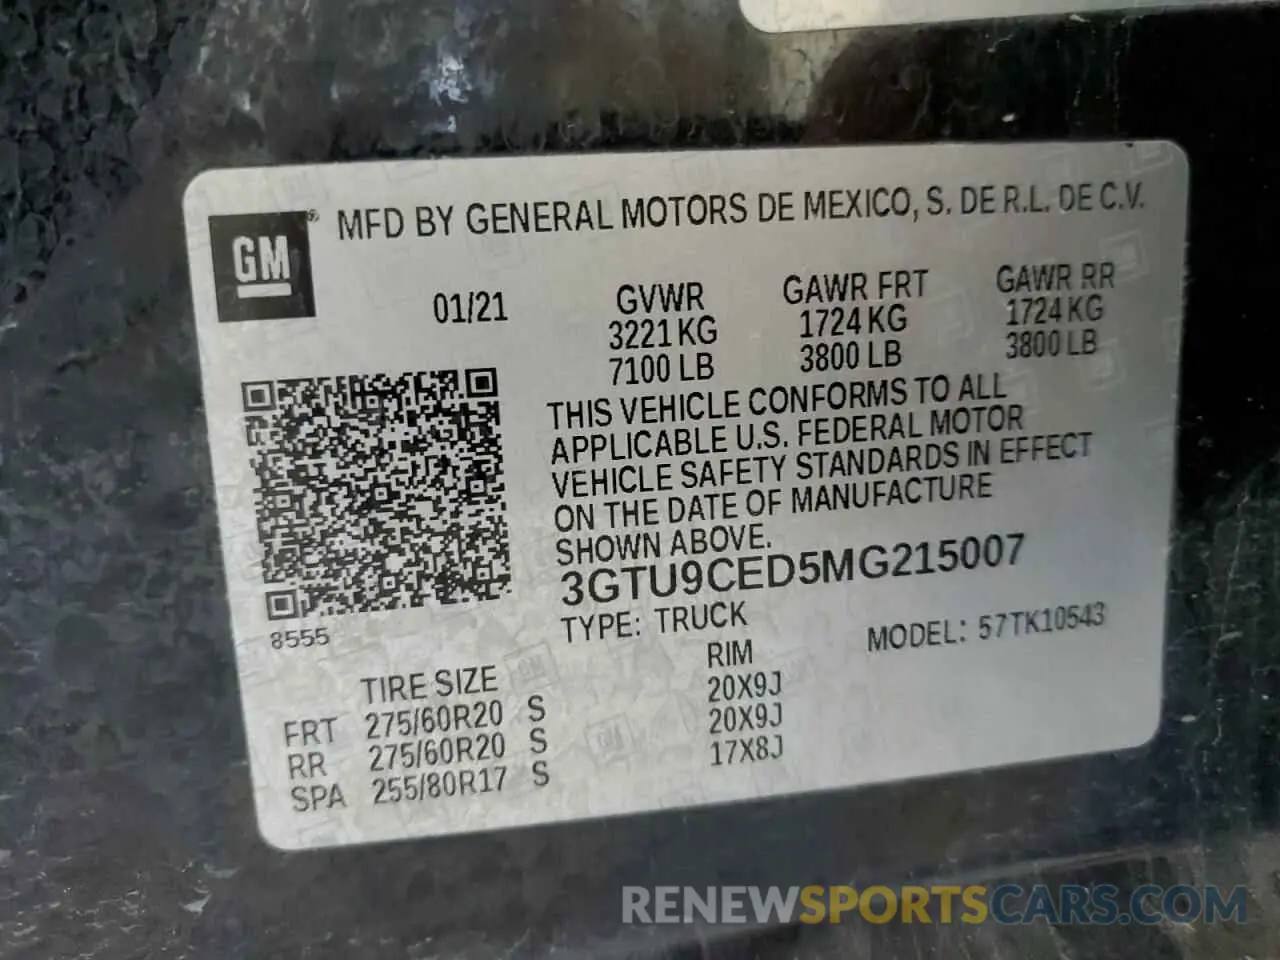 GM ® MFD BY GENERAL MOTORS DE MEXICO, S. DE R.L. DE C.V.
01/21 GVWR GAWR FRT GAWR RR
3221 KG 1724 KG 1724 KG
7100 LB 3800 LB 3800 LB
THIS VEHICLE CONFORMS TO ALL
APPLICABLE U.S. FEDERAL MOTOR
VEHICLE SAFETY STANDARDS IN EFFECT
ON THE DATE OF MANUFACTURE
SHOWN ABOVE.
3GTU9CED5MG215007
8555
TYPE: TRUCK MODEL: 57TK10543
TIRE SIZE RIM
FRT 275/60R20 S 20X9J
RR 275/60R20 S 20X9J
SPA 255/80R17 S 17X8J
RENEWSPORTSCARS.COM